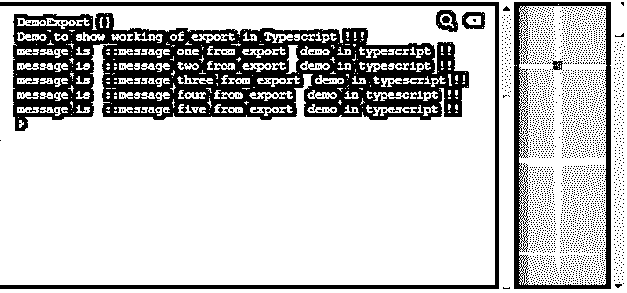 DemoExport {}
Demo to show working of export in Typescript !!!
message is ::message one from export demo in typescript !!
message is ::message two from export demo in typescript !!
message is ::message three from export demo in typescript !!
message is ::message four from export demo in typescript !!
message is ::message five from export demo in typescript !!